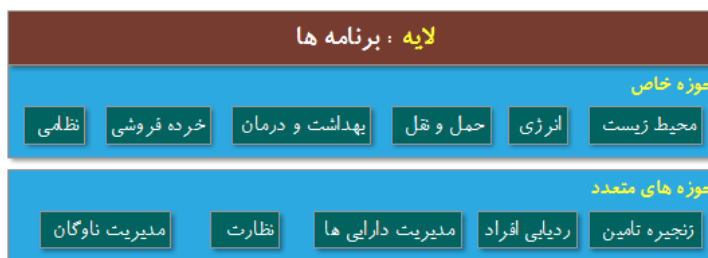 لایه : برنامه ها
حوزه خاص
محیط زیست انرژی حمل و نقل بهداشت و درمان خرده فروشی نظامی
حوزه های متعدد
زنجیره تامین ردیابی افراد مدیریت دارایی ها نظارت مدیریت ناوگان